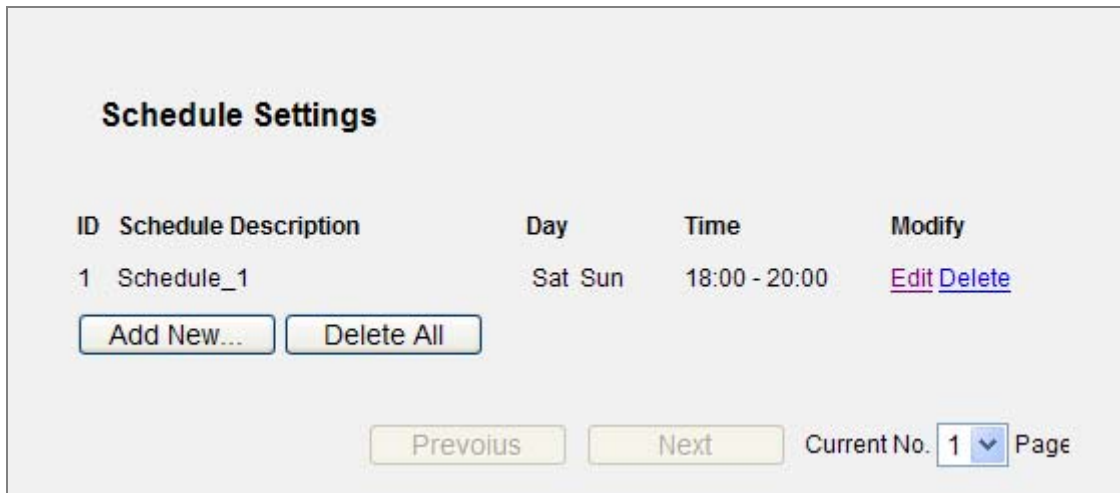 Schedule Settings
ID Schedule Description Day Time Modify
1 Schedule_1 Sat Sun 18:00 - 20:00 Edit Delete
Add New... Delete All
Prevoius Next Current No. 1 Page